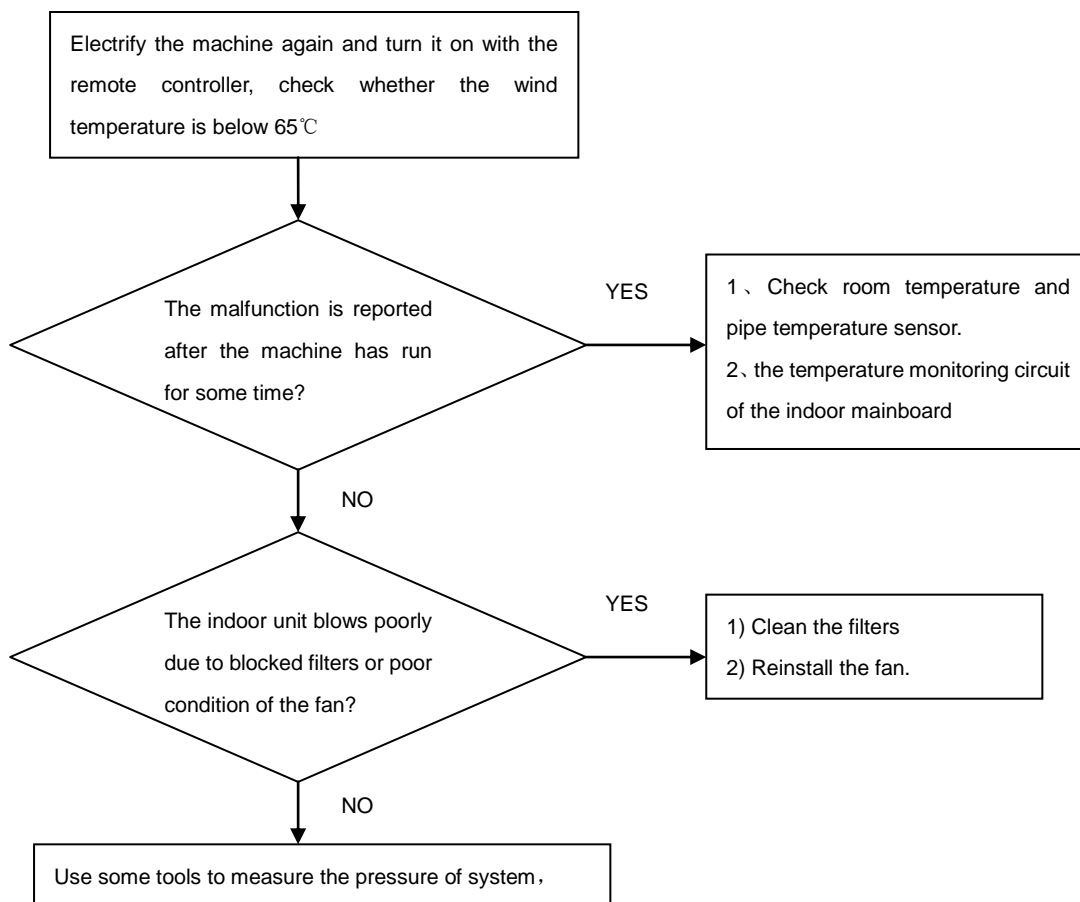 Electrify the machine again and turn it on with the
remote controller, check whether the wind
temperature is below 65℃
The malfunction is reported
after the machine has run
for some time?
YES
1、Check room temperature and
pipe temperature sensor.
2、the temperature monitoring circuit
of the indoor mainboard
NO
The indoor unit blows poorly
due to blocked filters or poor
condition of the fan?
YES
1) Clean the filters
2) Reinstall the fan.
NO
Use some tools to measure the pressure of system，